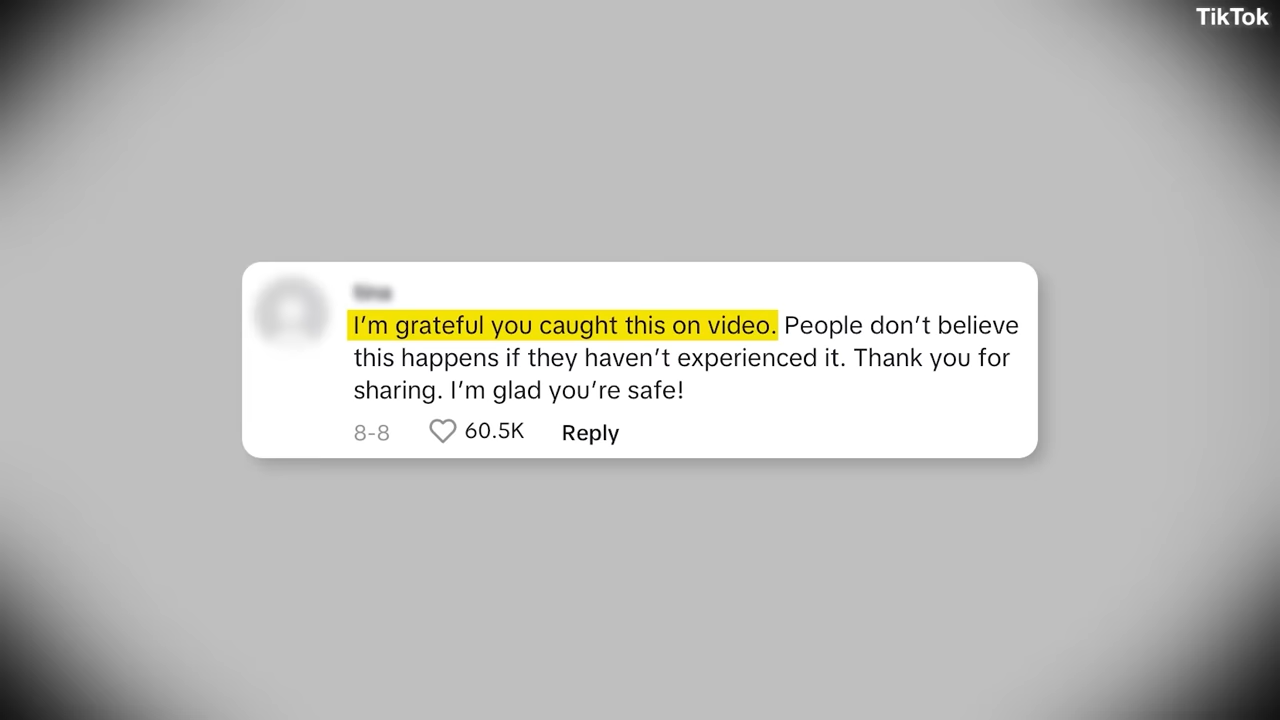 TikTok
I'm grateful you caught this on video. People don't believe
this happens if they haven't experienced it. Thank you for
sharing. I'm glad you're safe!
8-8 60.5K Reply